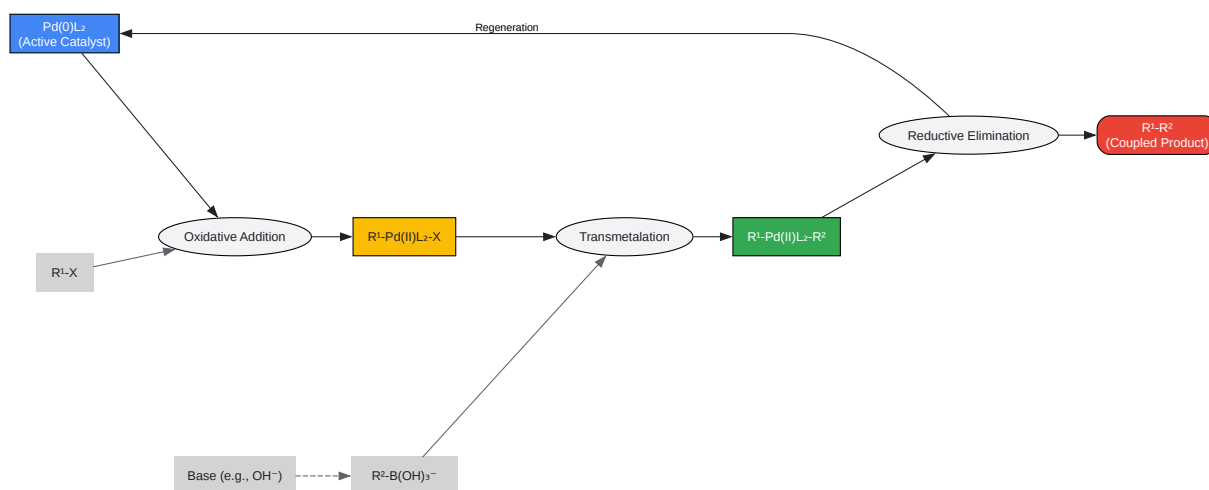 Pd(0)L₂
(Active Catalyst)
Regeneration
Reductive Elimination
R¹-R²
(Coupled Product)
Oxidative Addition
R¹-Pd(II)L₂-X
Transmetalation
R¹-Pd(II)L₂-R²
R¹-X
Base (e.g., OH⁻)
R²-B(OH)₃⁻